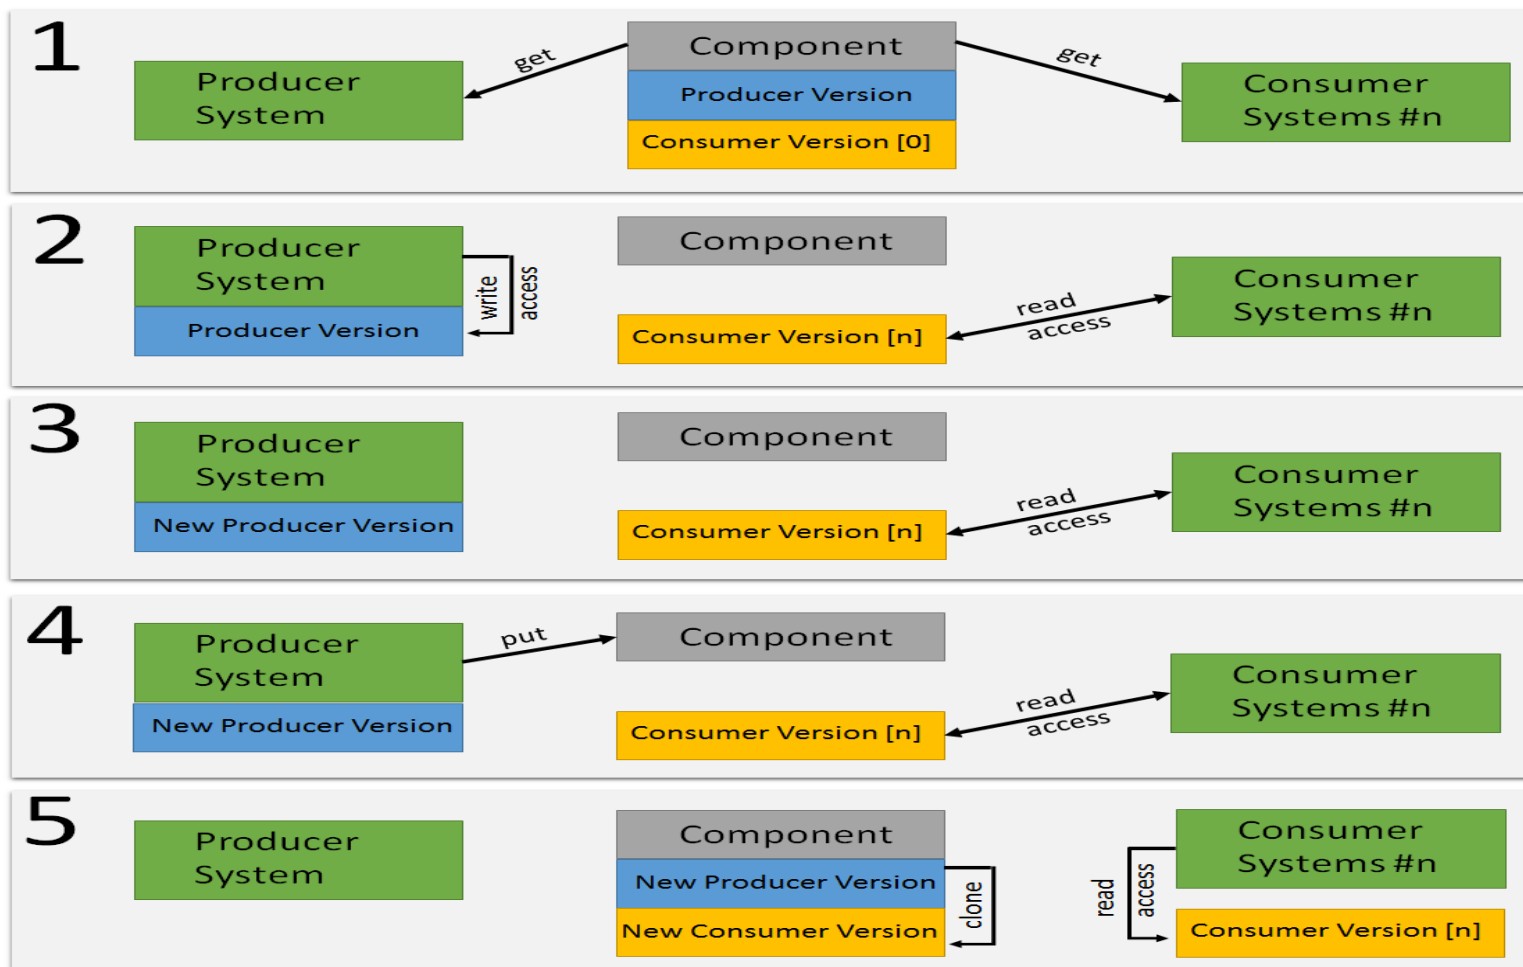 1
Producer
System
get
Component
Producer Version
Consumer Version [0]
get
Consumer
Systems #n
2
Producer
System
Producer Version
write
access
Component
Consumer Version [n]
read
access
Consumer
Systems #n
3
Producer
System
New Producer Version
Component
Consumer Version [n]
read
access
Consumer
Systems #n
4
Producer
System
New Producer Version
put
Component
Consumer Version [n]
read
access
Consumer
Systems #n
5
Producer
System
Component
New Producer Version
New Consumer Version
clone
read
access
Consumer
Systems #n
Consumer Version [n]